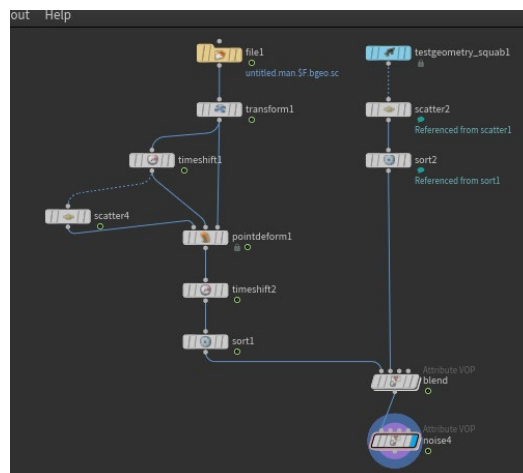 out Help
file1
untitled.man.$F.bgeo.sc
testgeometry_squab1
transform1
scatter2
Referenced from scatter1
timeshift1
sort2
Referenced from sort1
scatter4
pointdeform1
timeshift2
sort1
Attribute VOP
blend
Attribute VOP
noise4